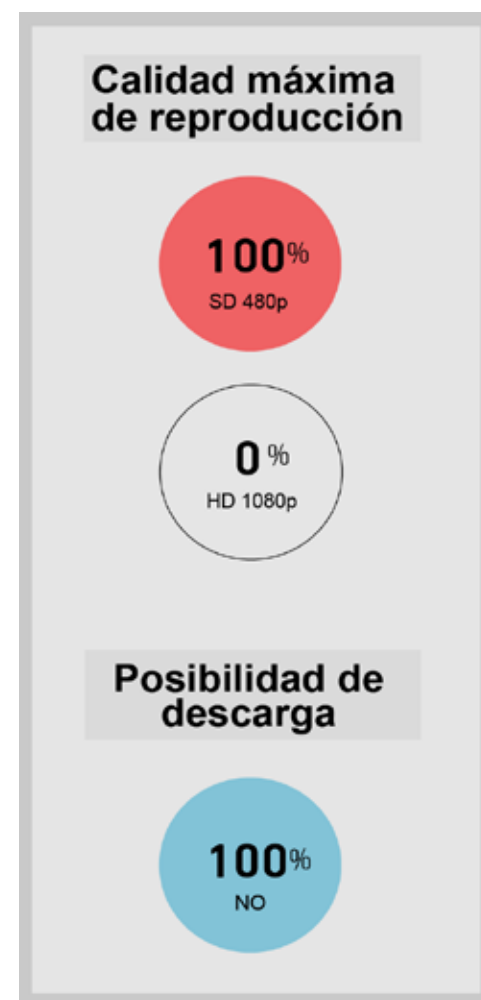 Calidad máxima
de reproducción
100%
SD 480p
0 %
HD 1080p
Posibilidad de
descarga
100%
NO